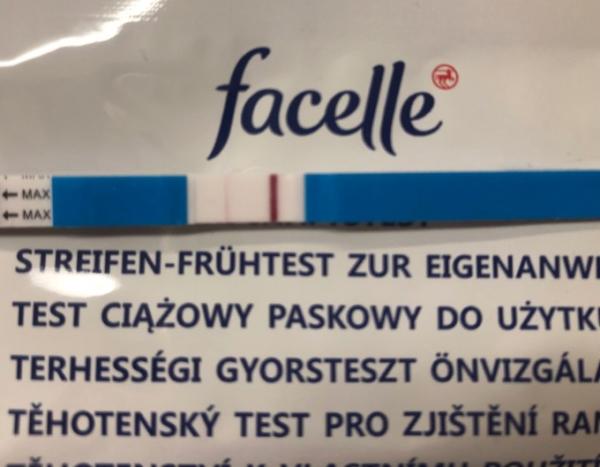 facelle
← MAX
← MAX
STREIFEN-FRÜHTEST ZUR EIGENANWE
TEST CIĄŻOWY PASKOWY DO UŻYTKU
TERHESSÉGI GYORSTESZT ÖNVIZGÁLA
TĚHOTENSKÝ TEST PRO ZJIŠTĚNÍ RAN